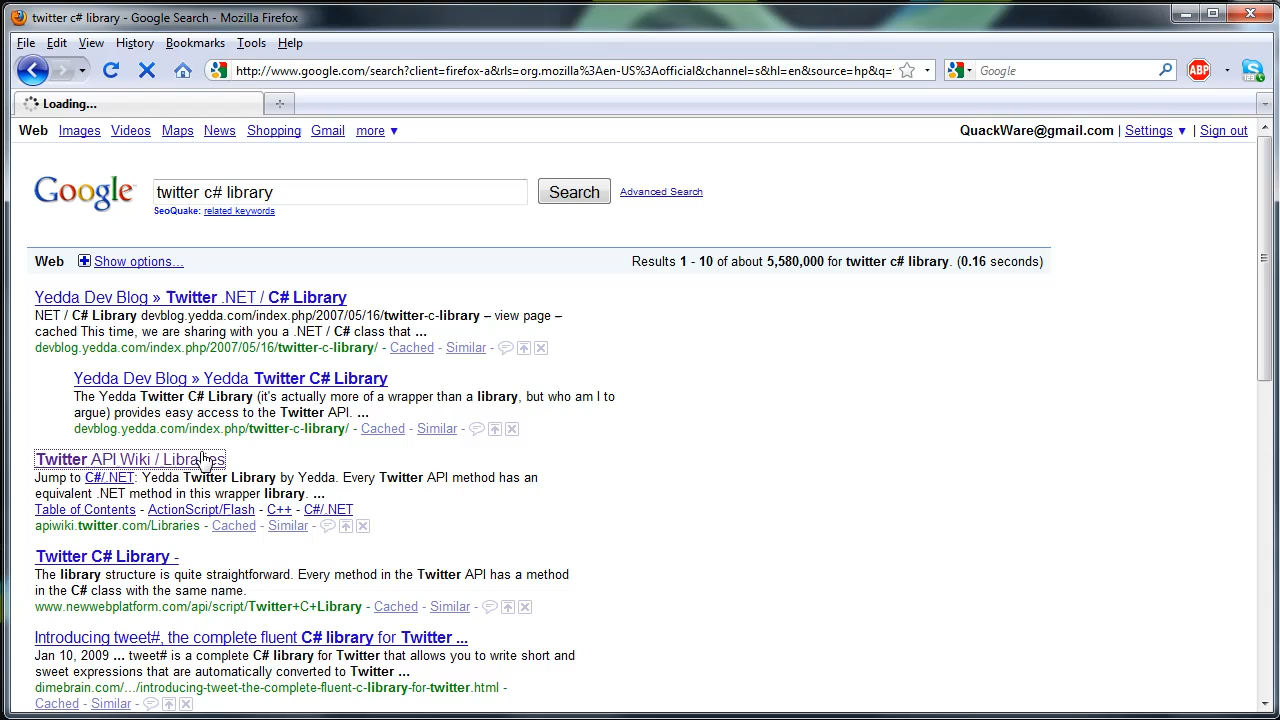 twitter c# library - Google Search - Mozilla Firefox
File Edit View History Bookmarks Tools Help
http://www.google.com/search?client=firefox-a&rls=org.mozilla%3Aen-US%3Aofficial&channel=s&hl=en&source=hp&q=
Google
ABP
Loading...
Web Images Videos Maps News Shopping Gmail more ▼
QuackWare@gmail.com | Settings ▼ | Sign out
Google
twitter c# library
Search
Advanced Search
SeoQuake: related keywords
Web Show options...
Results 1 - 10 of about 5,580,000 for twitter c# library. (0.16 seconds)
Yedda Dev Blog » Twitter .NET / C# Library
NET / C# Library devblog.yedda.com/index.php/2007/05/16/twitter-c-library – view page –
cached This time, we are sharing with you a .NET / C# class that ...
devblog.yedda.com/index.php/2007/05/16/twitter-c-library/ - Cached - Similar -
Yedda Dev Blog » Yedda Twitter C# Library
The Yedda Twitter C# Library (it's actually more of a wrapper than a library, but who am I to
argue) provides easy access to the Twitter API. ...
devblog.yedda.com/index.php/twitter-c-library/ - Cached - Similar -
Twitter API Wiki / Libraries
Jump to C#/.NET: Yedda Twitter Library by Yedda. Every Twitter API method has an
equivalent .NET method in this wrapper library. ...
Table of Contents - ActionScript/Flash - C++ - C#/.NET
apiwiki.twitter.com/Libraries - Cached - Similar -
Twitter C# Library -
The library structure is quite straightforward. Every method in the Twitter API has a method
in the C# class with the same name.
www.newwebplatform.com/api/script/Twitter+C+Library - Cached - Similar -
Introducing tweet#, the complete fluent C# library for Twitter ...
Jan 10, 2009 ... tweet# is a complete C# library for Twitter that allows you to write short and
sweet expressions that are automatically converted to Twitter ...
dimebrain.com/.../introducing-tweet-the-complete-fluent-c-library-for-twitter.html -
Cached - Similar -